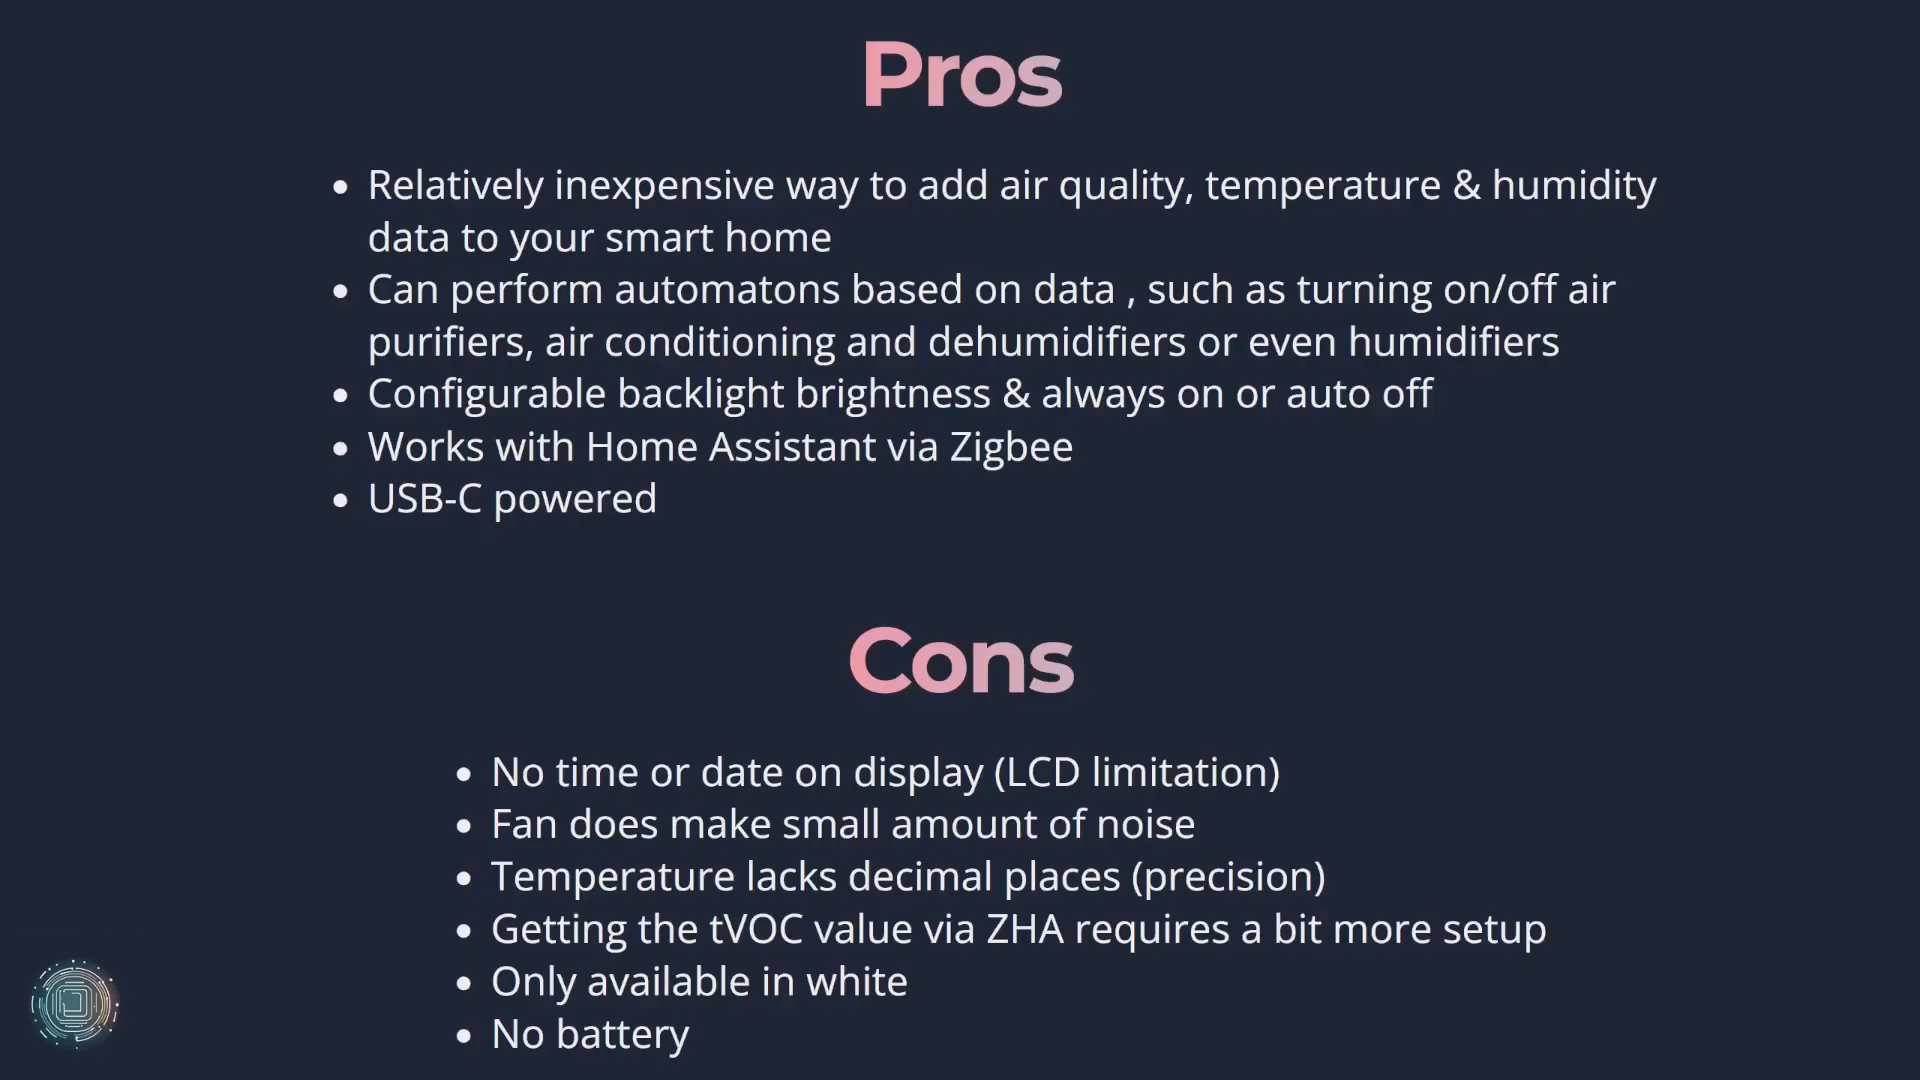 Pros
• Relatively inexpensive way to add air quality, temperature & humidity
data to your smart home
• Can perform automatons based on data , such as turning on/off air
purifiers, air conditioning and dehumidifiers or even humidifiers
• Configurable backlight brightness & always on or auto off
• Works with Home Assistant via Zigbee
• USB-C powered
Cons
• No time or date on display (LCD limitation)
• Fan does make small amount of noise
• Temperature lacks decimal places (precision)
• Getting the tVOC value via ZHA requires a bit more setup
• Only available in white
• No battery